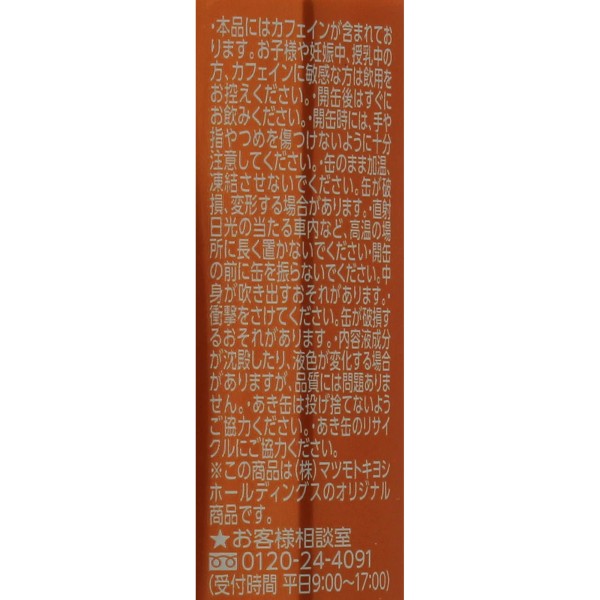 ・本品にはカフェインが含まれてお
ります。お子様や妊娠中、授乳中の
方、カフェインに敏感な方は飲用を
お控えください。・開缶後はすぐに
お飲みください。・開缶時には、手や
指やつめを傷つけないように十分
注意してください。・缶のまま加温、
凍結させないでください。缶が破
損、変形する場合があります。・直射
日光の当たる車内など、高温の場
所に長く置かないでください・開缶
の前に缶を振らないでください。中
身が吹き出すおそれがあります。・
衝撃をさけてください。缶が破損す
るおそれがあります。・内容液成分
が沈殿したり、液色が変化する場合
がありますが、品質には問題ありま
せん。・あき缶は投げ捨てないよう
ご協力ください。・あき缶のリサイ
クルにご協力ください。
※この商品は(株)マツモトキヨシ
ホールディングスのオリジナル
商品です。
★お客様相談室
0120-24-4091
(受付時間 平日9:00〜17:00)